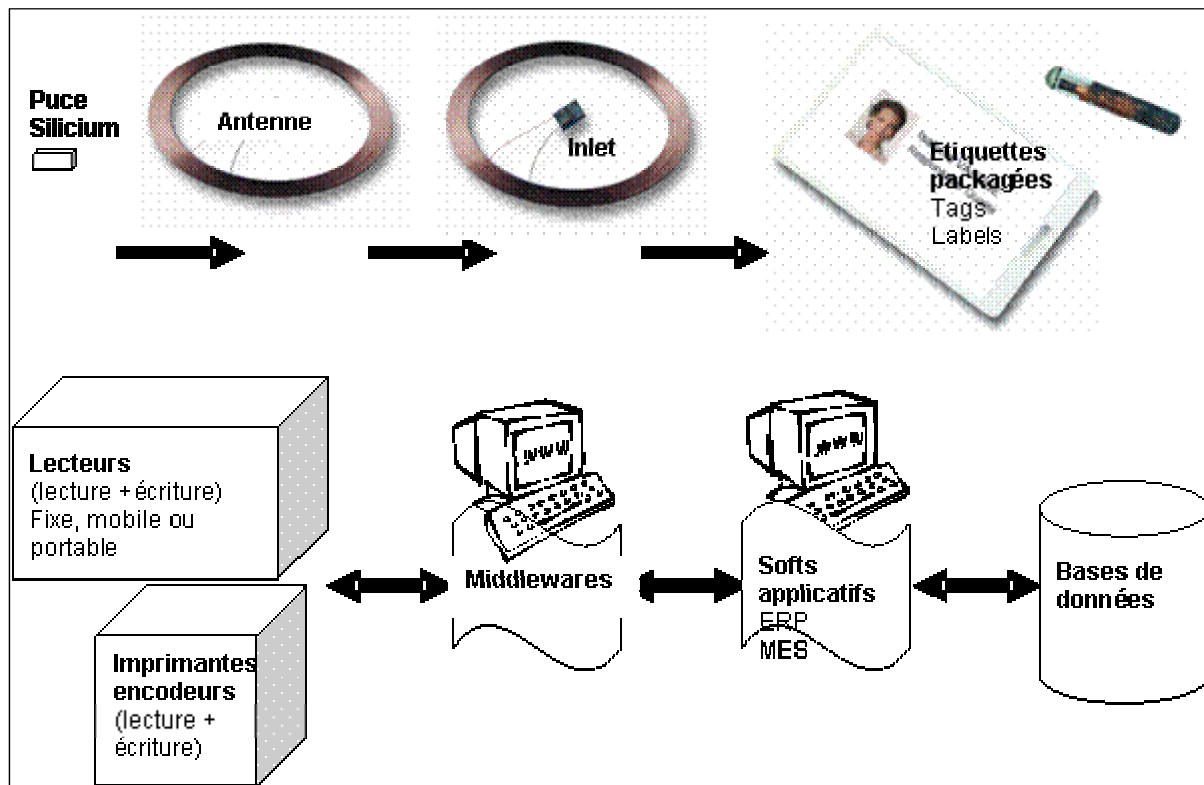 Puce
Silicium
Antenne
Inlet
Etiquettes
packagées
Tags
Labels
Lecteurs
(lecture + écriture)
Fixe, mobile ou
portable
Imprimantes
encodeurs
(lecture +
écriture)
Middlewares
Softs
applicatifs
ERP
MES
Bases de
données